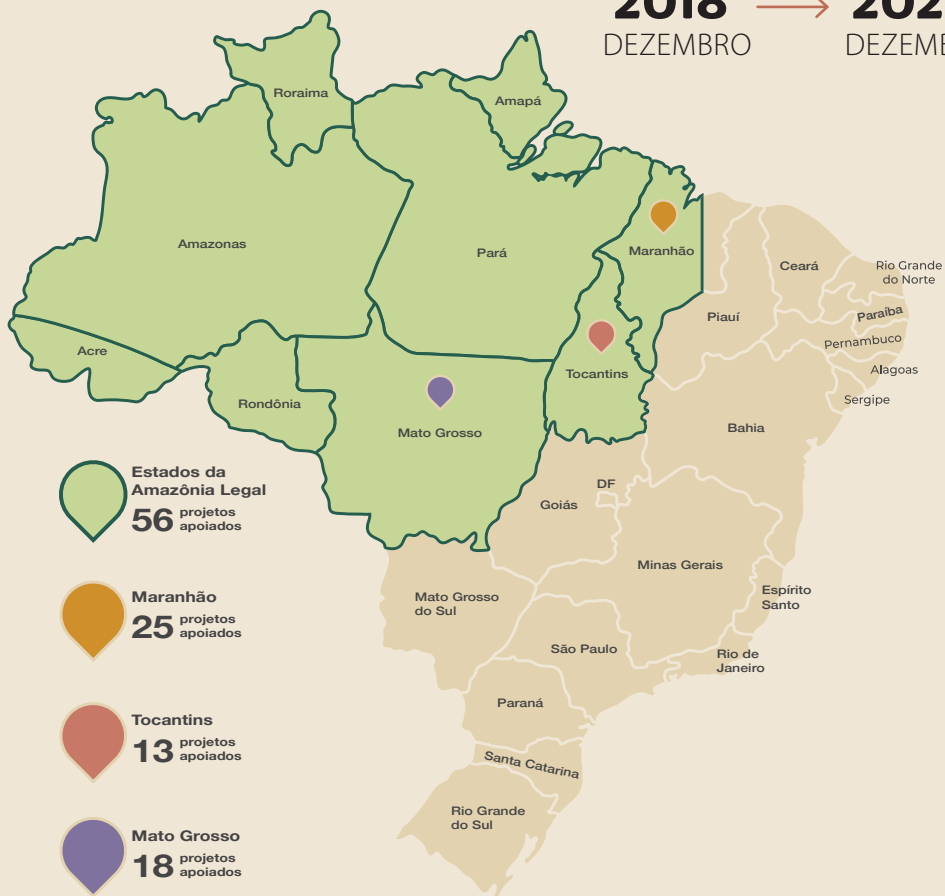 2018
DEZEMBRO
Roraima
Amapá
Amazonas
Pará
Maranhão
Ceará
Rio Grande
do Norte
Piauí
Paraíba
Pernambuco
Acre
Tocantins
Alagoas
Rondônia
Sergipe
Mato Grosso
Bahia
DF
Goiás
Minas Gerais
Mato Grosso
do Sul
Espírito
Santo
São Paulo
Rio de
Janeiro
Paraná
Santa Catarina
Rio Grande
do Sul
Estados da
Amazônia Legal
56 projetos
apoiados
Maranhão
25 projetos
apoiados
Tocantins
13 projetos
apoiados
Mato Grosso
18 projetos
apoiados